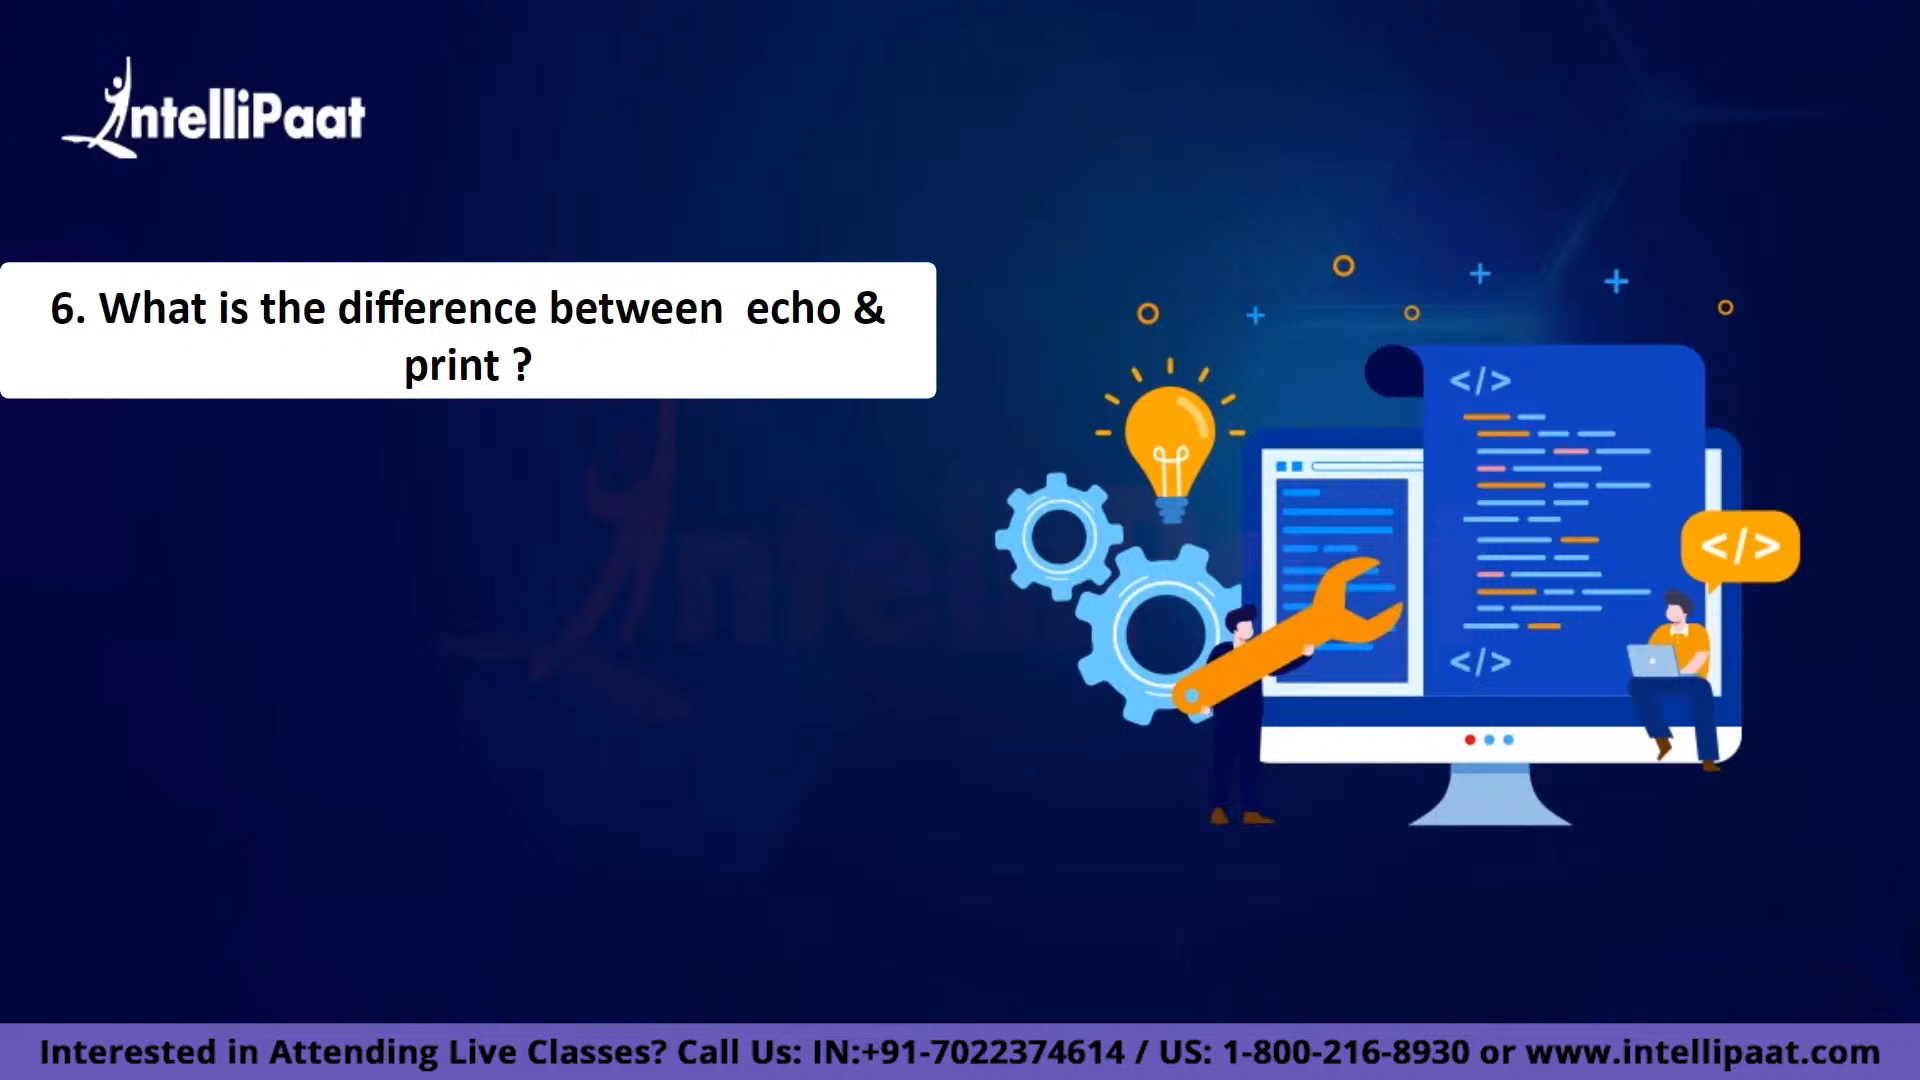 IntelliPaat
6. What is the difference between  echo &
print ?
</>
</>
</>
Interested in Attending Live Classes? Call Us: IN:+91-7022374614 / US: 1-800-216-8930 or www.intellipaat.com